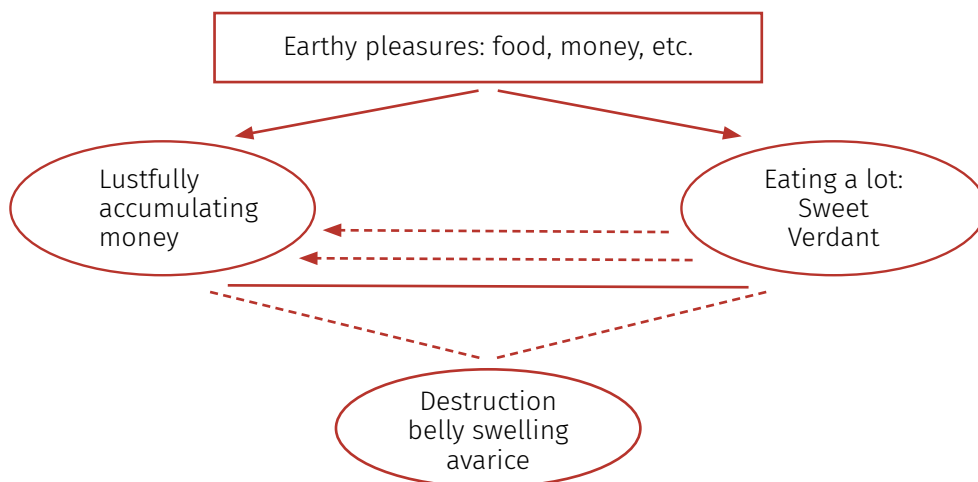 Earthy pleasures: food, money, etc.
Lustfully
accumulating
money
Eating a lot:
Sweet
Verdant
Destruction
belly swelling
avarice